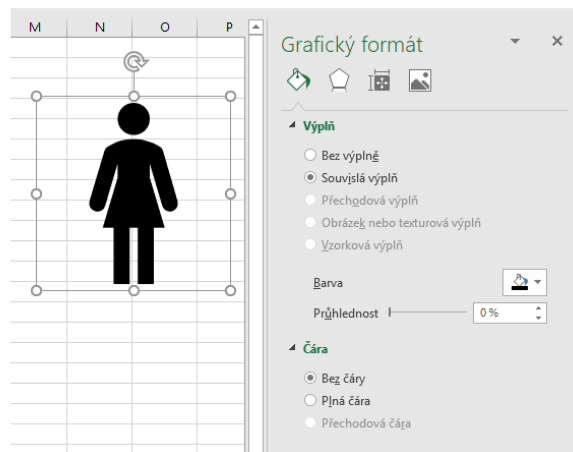 M N O P
Grafický formát
Výplň
Bez výplně
Souvislá výplň
Přechodová výplň
Obrázek nebo texturová výplň
Vzorková výplň
Barva
Průhlednost 0 %
Čára
Bez čáry
Plná čára
Přechodová čára